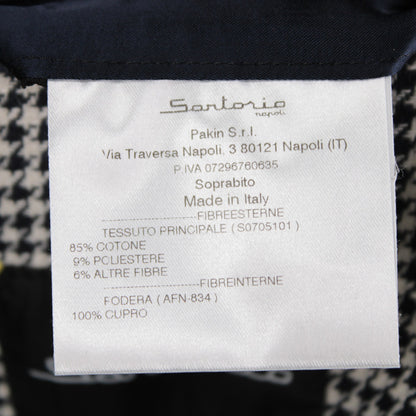 Sartorio
napoli
Pakin S.r.l.
Via Traversa Napoli, 3 80121 Napoli (IT)
P.IVA 07296760635
Soprabito
Made in Italy
--------------------FIBREESTERNE
TESSUTO PRINCIPALE ( S0705101 )
85% COTONE
9% POLIESTERE
6% ALTRE FIBRE
--------------------FIBREINTERNE
FODERA ( AFN-834 )
100% CUPRO